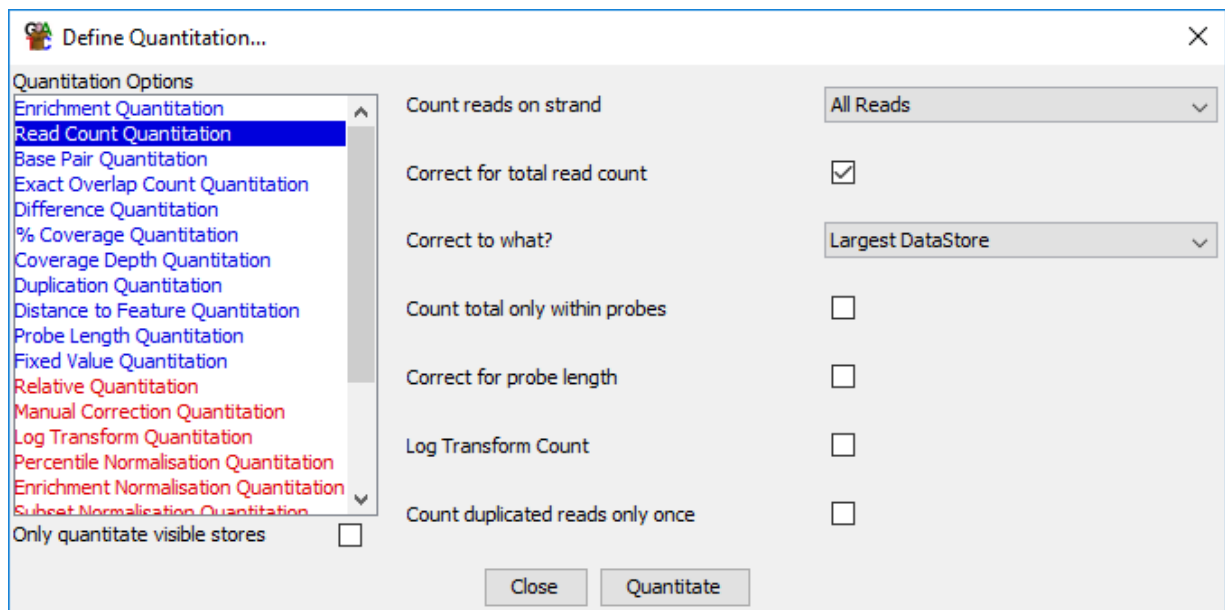 Define Quantitation...
Quantitation Options
Enrichment Quantitation
Read Count Quantitation
Base Pair Quantitation
Exact Overlap Count Quantitation
Difference Quantitation
% Coverage Quantitation
Coverage Depth Quantitation
Duplication Quantitation
Distance to Feature Quantitation
Probe Length Quantitation
Fixed Value Quantitation
Relative Quantitation
Manual Correction Quantitation
Log Transform Quantitation
Percentile Normalisation Quantitation
Enrichment Normalisation Quantitation
Subset Normalisation Quantitation
Only quantitate visible stores
Count reads on strand All Reads
Correct for total read count
Correct to what? Largest DataStore
Count total only within probes
Correct for probe length
Log Transform Count
Count duplicated reads only once
Close Quantitate